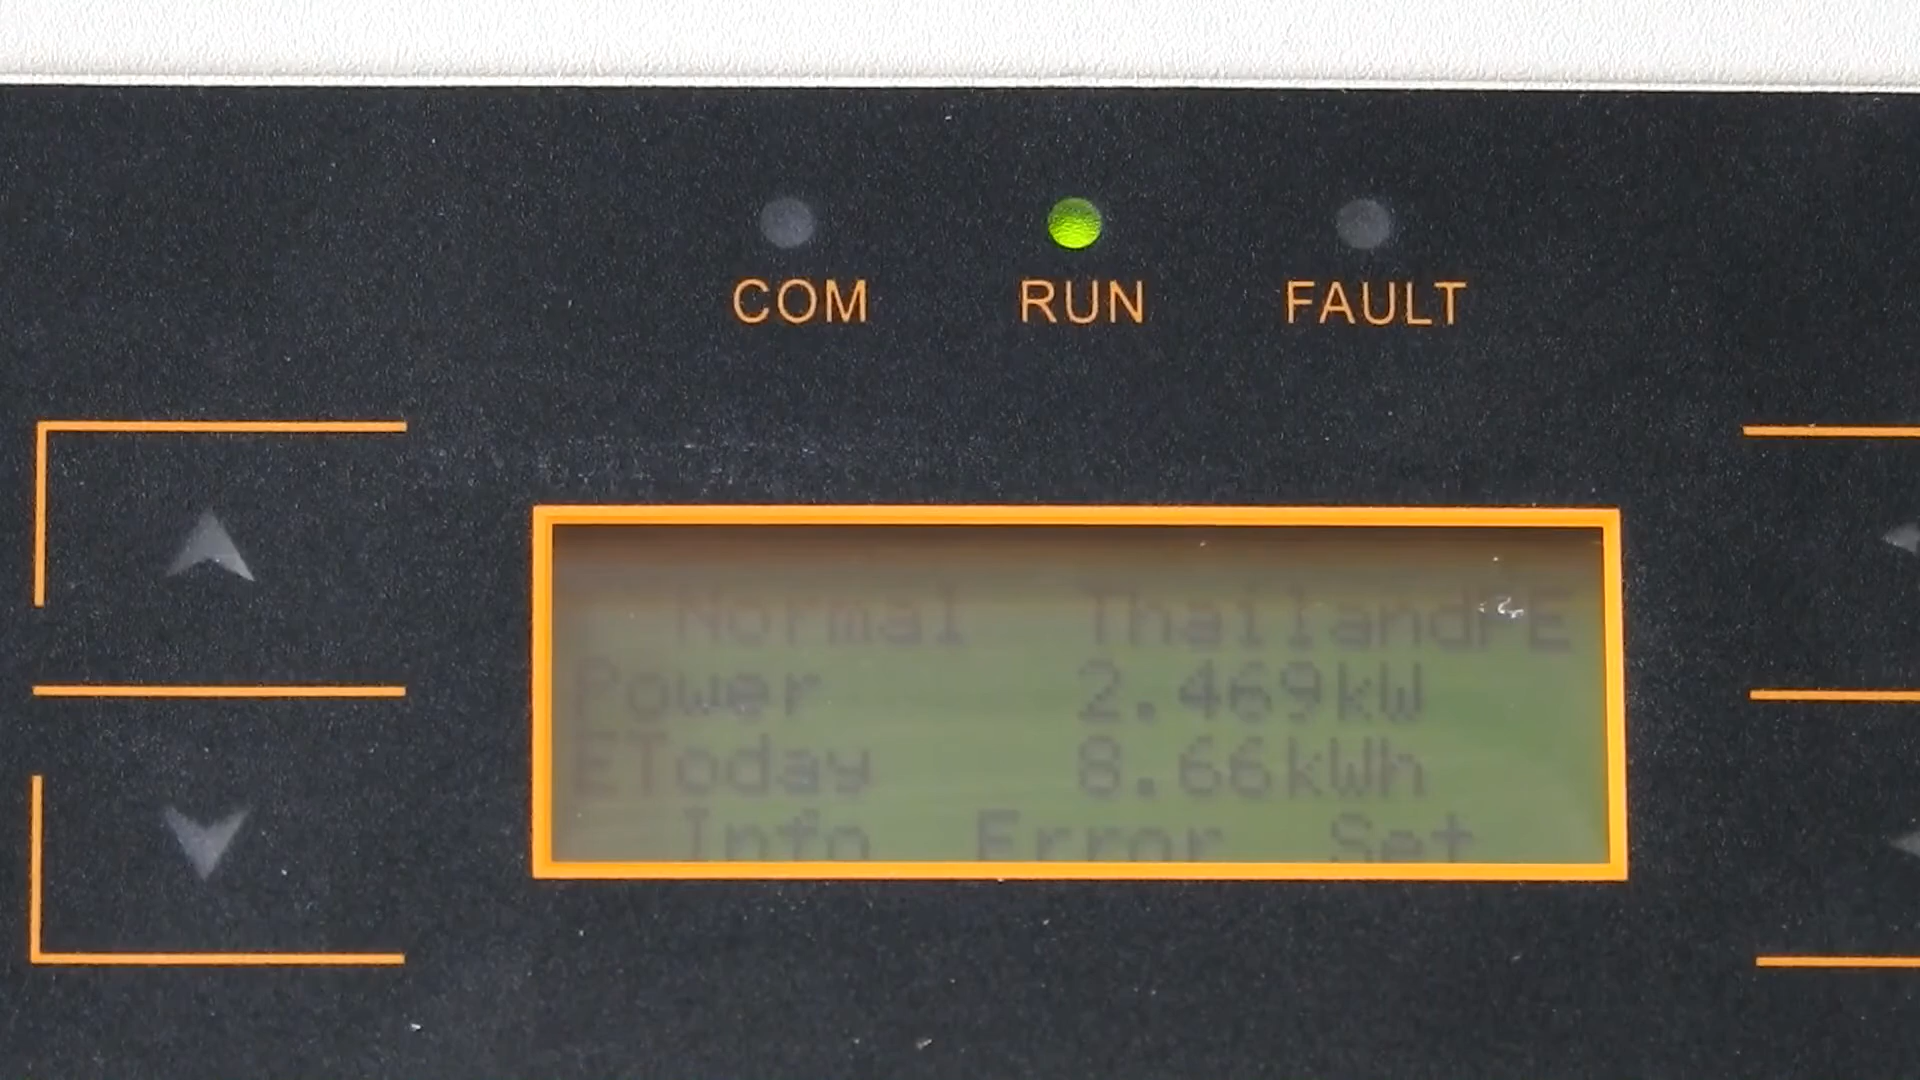 COM RUN FAULT
Normal ThailandPE
Power 2.469kW
EToday 8.66kWh
Info Error Set